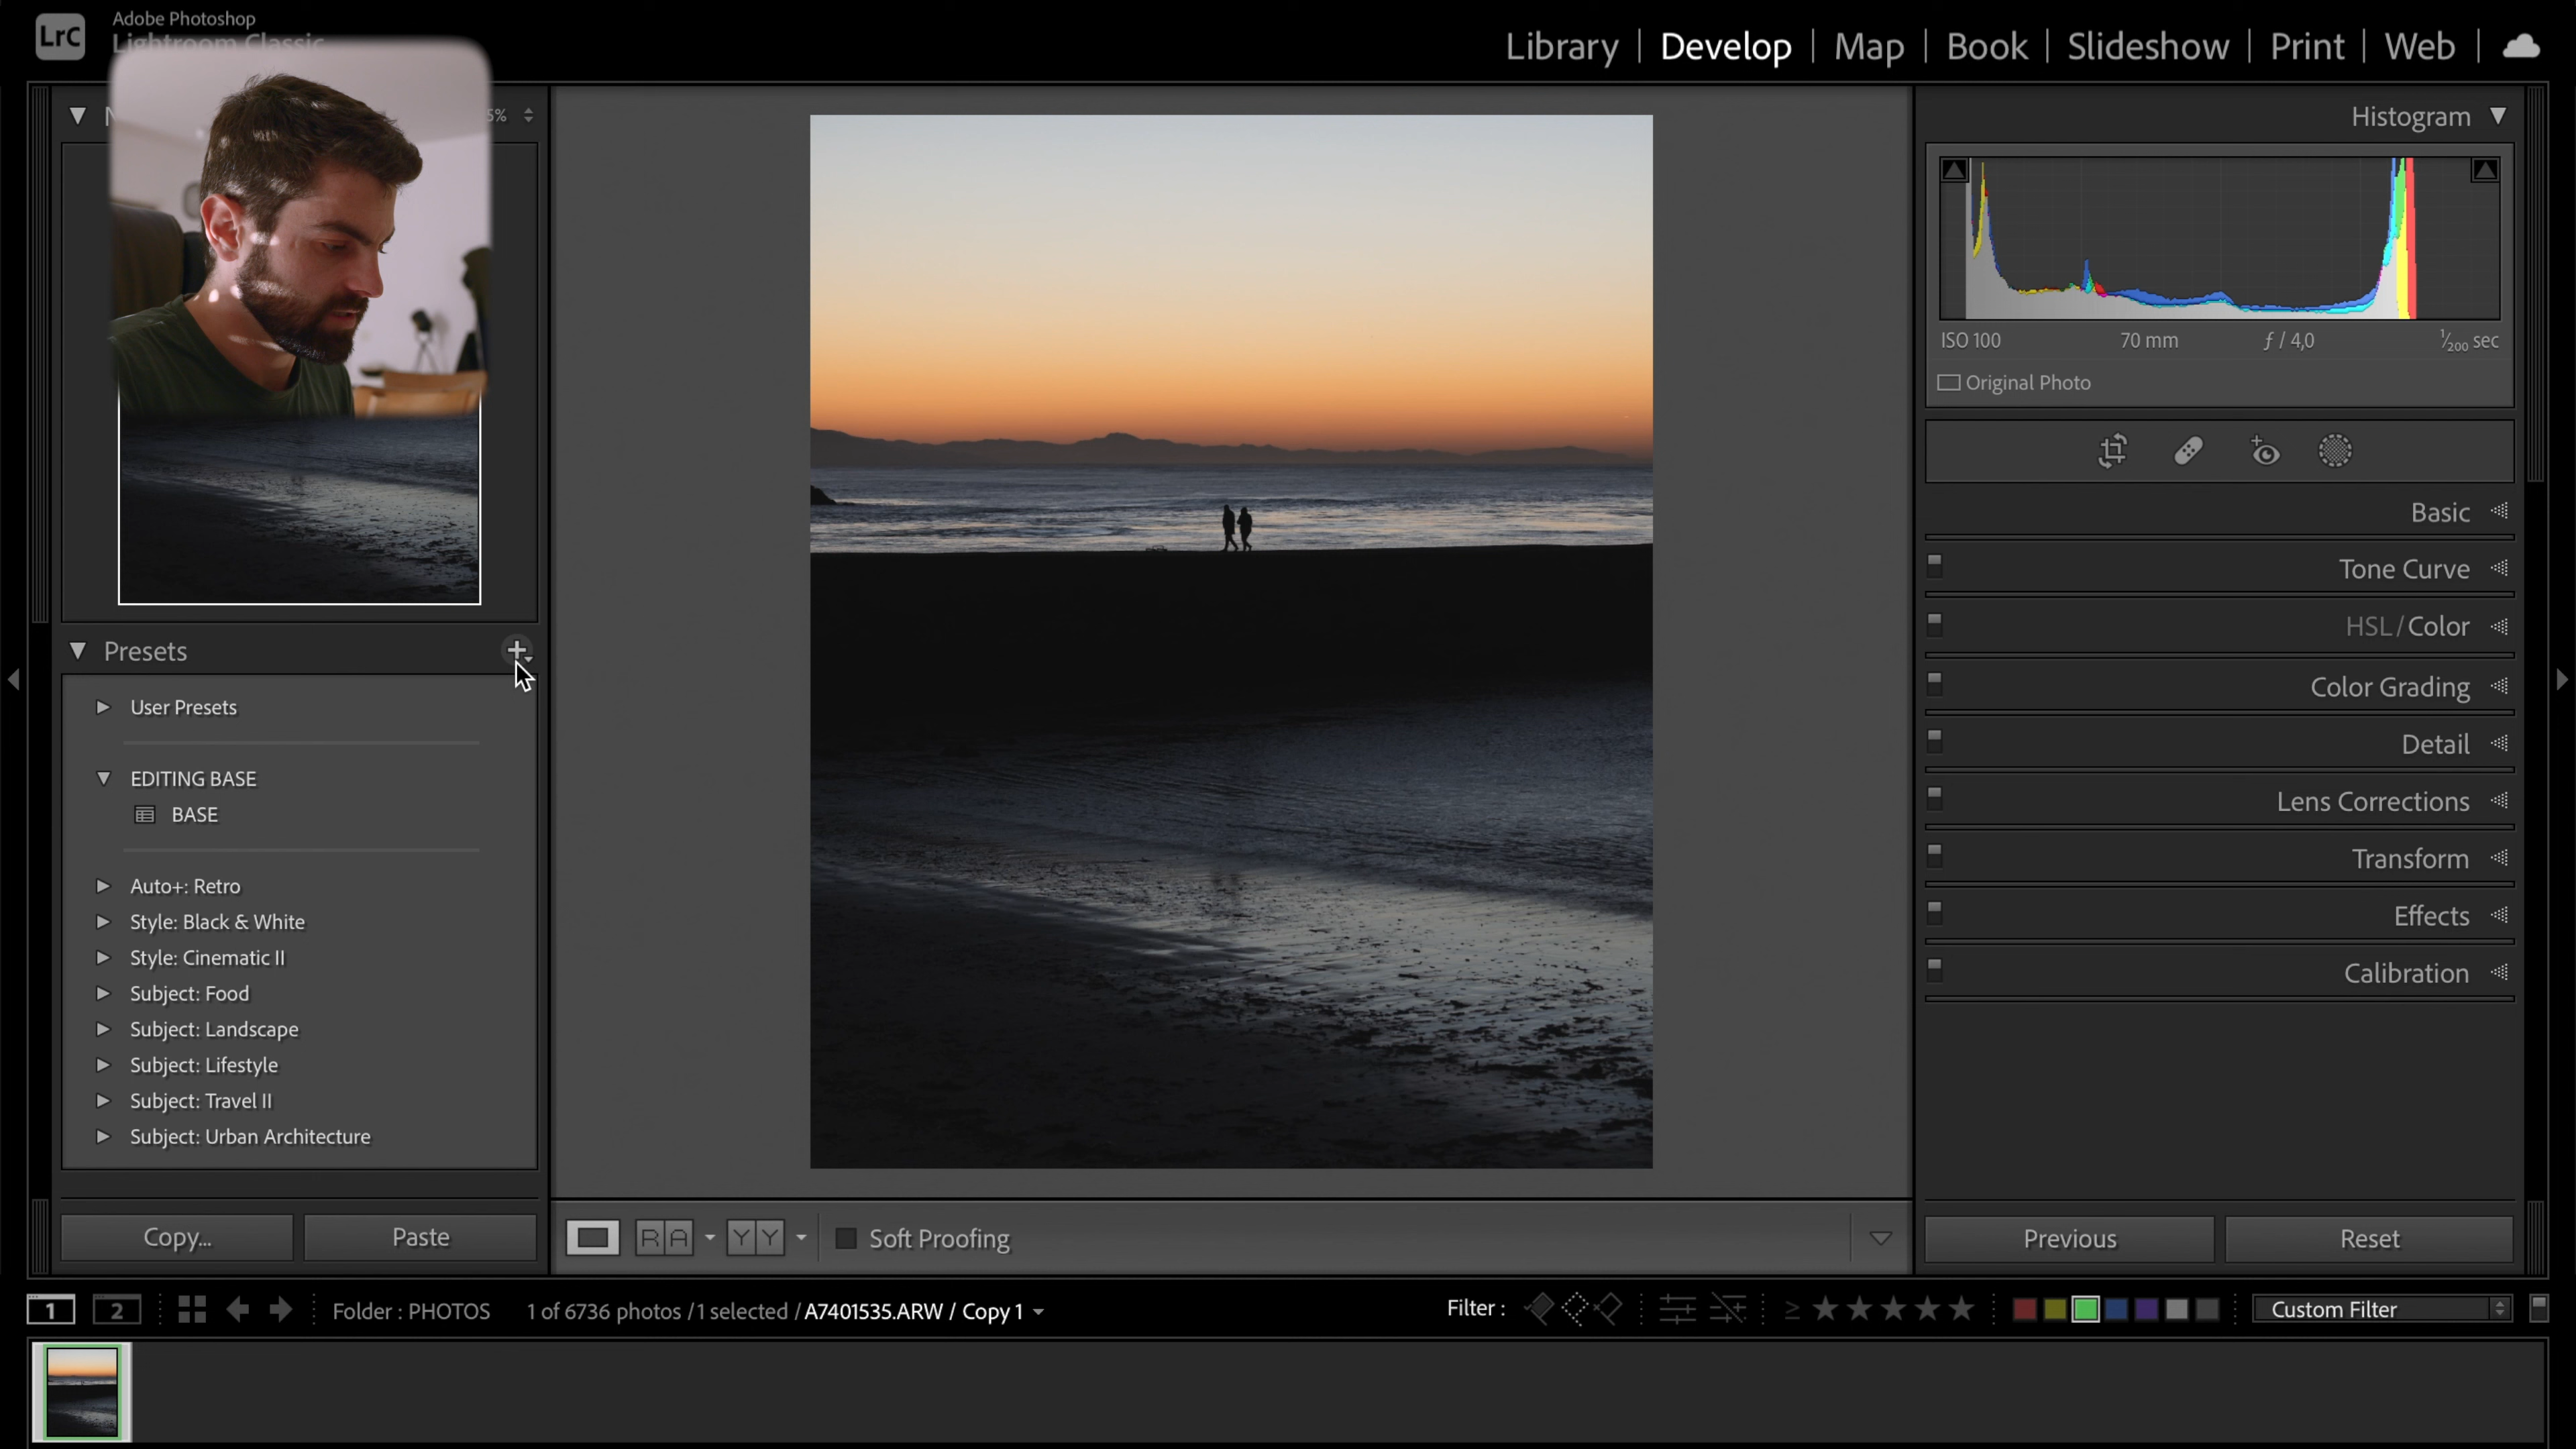 LrC
Adobe Photoshop
Lightroom Classic
Library | Develop | Map | Book | Slideshow | Print | Web |
Histogram
ISO 100 70 mm ƒ / 4,0 1/200 sec
Original Photo
Basic
Tone Curve
HSL / Color
Color Grading
Detail
Lens Corrections
Transform
Effects
Calibration
Previous Reset
Presets
User Presets
EDITING BASE
BASE
Auto+: Retro
Style: Black & White
Style: Cinematic II
Subject: Food
Subject: Landscape
Subject: Lifestyle
Subject: Travel II
Subject: Urban Architecture
Copy... Paste
R A Y Y Soft Proofing
1 2 Folder : PHOTOS 1 of 6736 photos / 1 selected / A7401535.ARW / Copy 1
Filter : ≥ Custom Filter